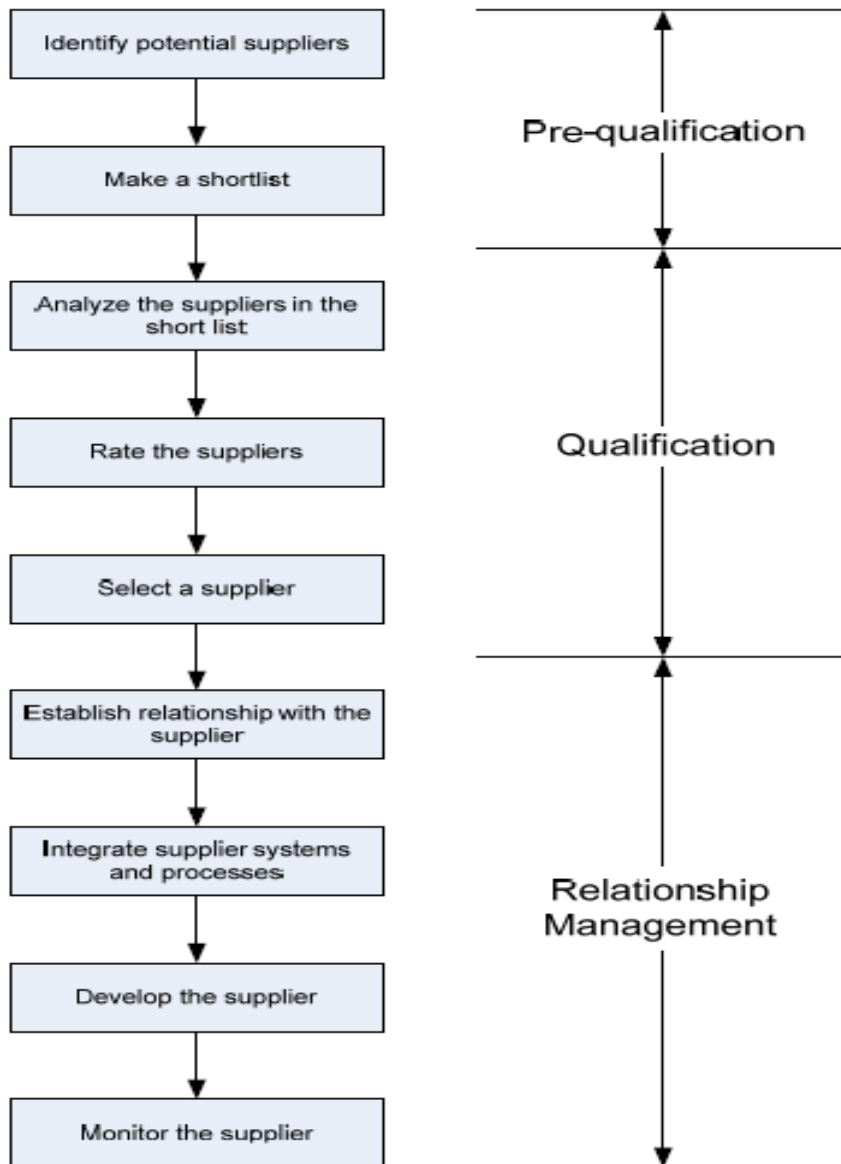 Identify potential suppliers
Make a shortlist
Analyze the suppliers in the
short list
Rate the suppliers
Select a supplier
Establish relationship with the
supplier
Integrate supplier systems
and processes
Develop the supplier
Monitor the supplier
Pre-qualification
Qualification
Relationship
Management